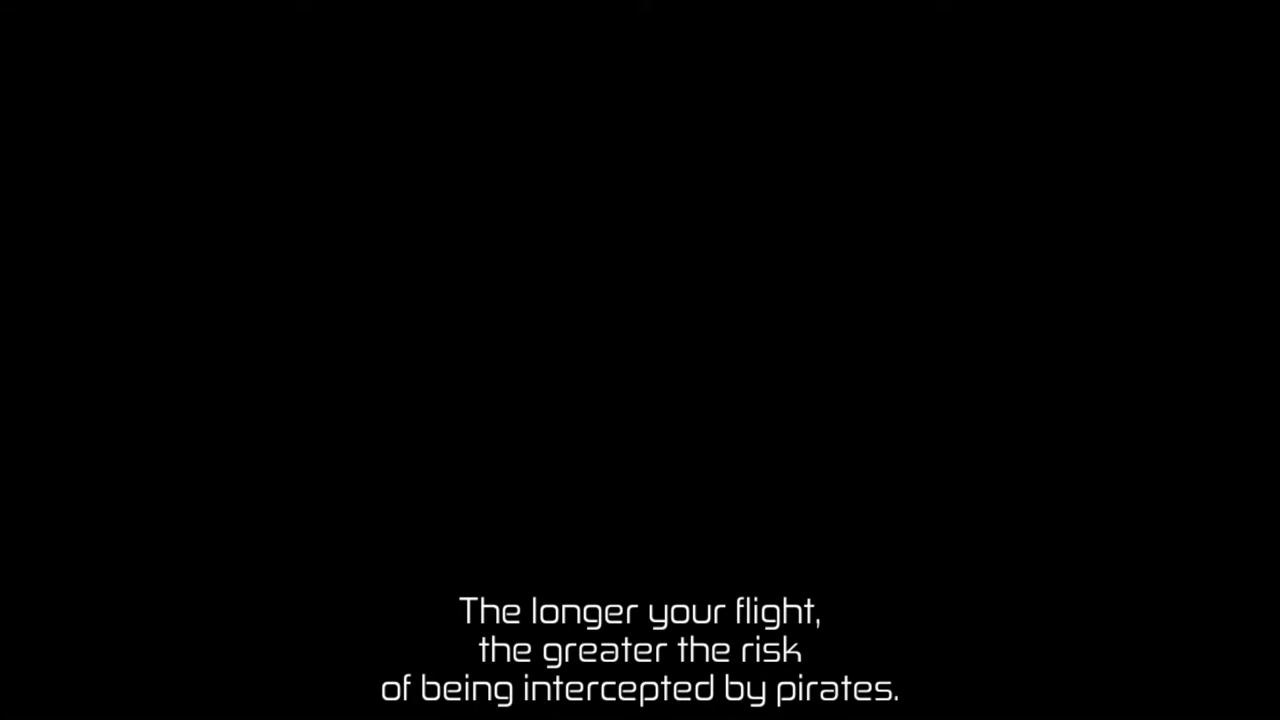 The longer your flight,
the greater the risk
of being intercepted by pirates.